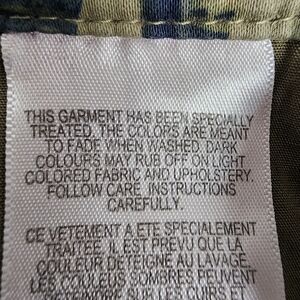 THIS GARMENT HAS BEEN SPECIALLY
TREATED. THE COLORS ARE MEANT
TO FADE WHEN WASHED. DARK
COLOURS MAY RUB OFF ON LIGHT
COLORED FABRIC AND UPHOLSTERY.
FOLLOW CARE INSTRUCTIONS
CAREFULLY.
CE VETEMENT A ETE SPECIALEMENT
TRAITEE. IL EST PREVU QUE LA
COULEUR DETEIGNE AU LAVAGE.
LES COULEURS SOMBRES PEUVENT